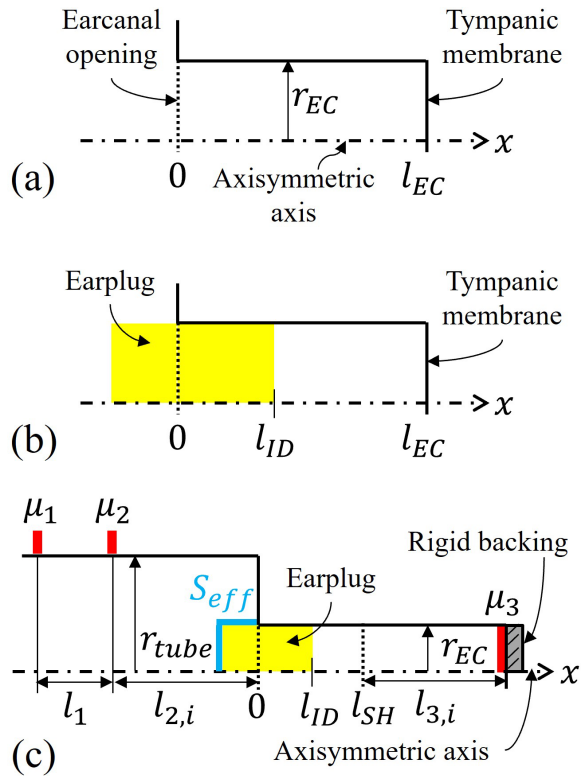 Earcanal
opening
Tympanic
membrane
r_EC
x
0
l_EC
Axisymmetric
axis
(a)
Earplug
Tympanic
membrane
x
0
l_ID
l_EC
(b)
μ_1
μ_2
Rigid backing
Earplug
S_eff
μ_3
r_tube
r_EC
x
l_1
l_2,i
0
l_ID
l_SH
l_3,i
Axisymmetric axis
(c)